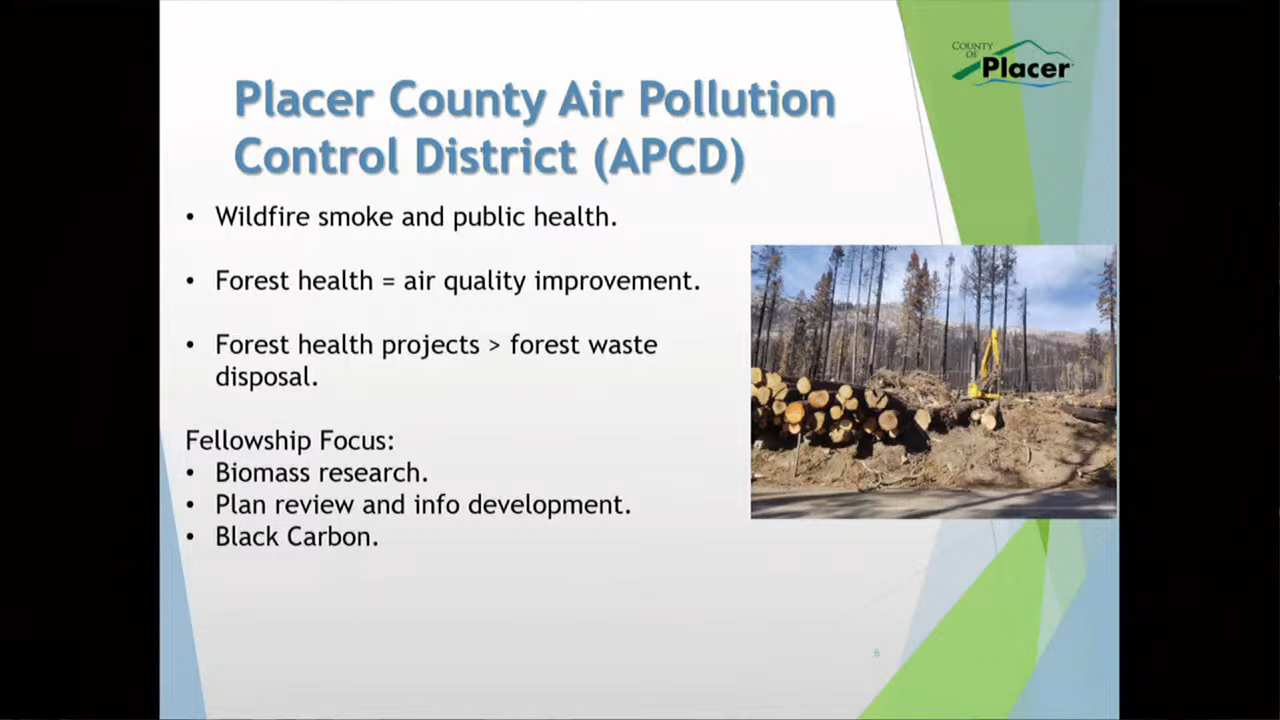 COUNTY
OF
Placer
Placer County Air Pollution
Control District (APCD)
• Wildfire smoke and public health.
• Forest health = air quality improvement.
• Forest health projects > forest waste
disposal.
Fellowship Focus:
• Biomass research.
• Plan review and info development.
• Black Carbon.
6